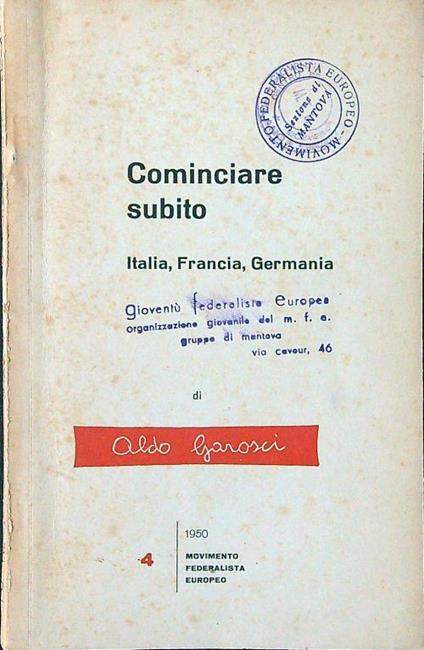 MOVIMENTO FEDERALISTA EUROPEO -
Sezione di
MANTOVA
Cominciare
subito
Italia, Francia, Germania
gioventù federalista europea
organizzazione giovanile del m. f. e.
gruppo di mantova
via cavour, 46
di
aldo garosci
1950
4
MOVIMENTO
FEDERALISTA
EUROPEO